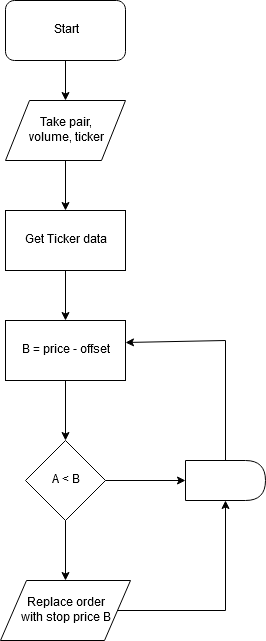 Start
Take pair,
volume, ticker
Get Ticker data
B = price - offset
A < B
Replace order
with stop price B